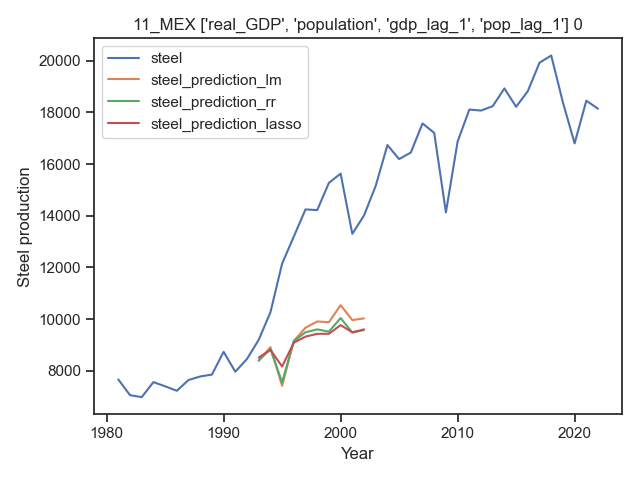 11_MEX ['real_GDP', 'population', 'gdp_lag_1', 'pop_lag_1'] 0
steel
steel_prediction_lm
steel_prediction_rr
steel_prediction_lasso
Steel production
20000
18000
16000
14000
12000
10000
8000
1980
1990
2000
2010
2020
Year